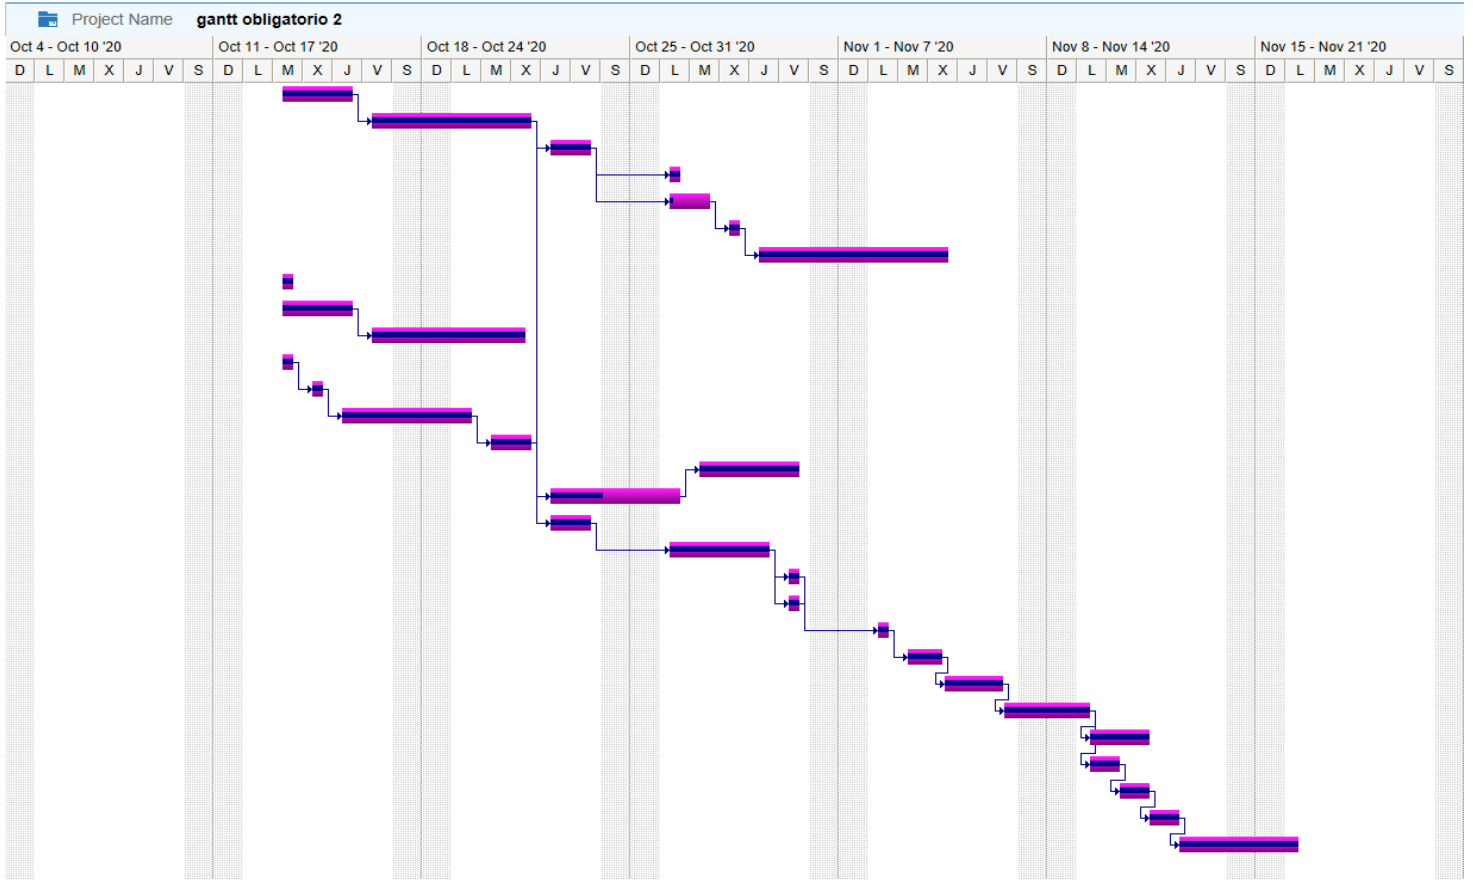 Project Name gantt obligatorio 2
Oct 4 - Oct 10 '20 Oct 11 - Oct 17 '20 Oct 18 - Oct 24 '20 Oct 25 - Oct 31 '20 Nov 1 - Nov 7 '20 Nov 8 - Nov 14 '20 Nov 15 - Nov 21 '20
D L M X J V S D L M X J V S D L M X J V S D L M X J V S D L M X J V S D L M X J V S D L M X J V S